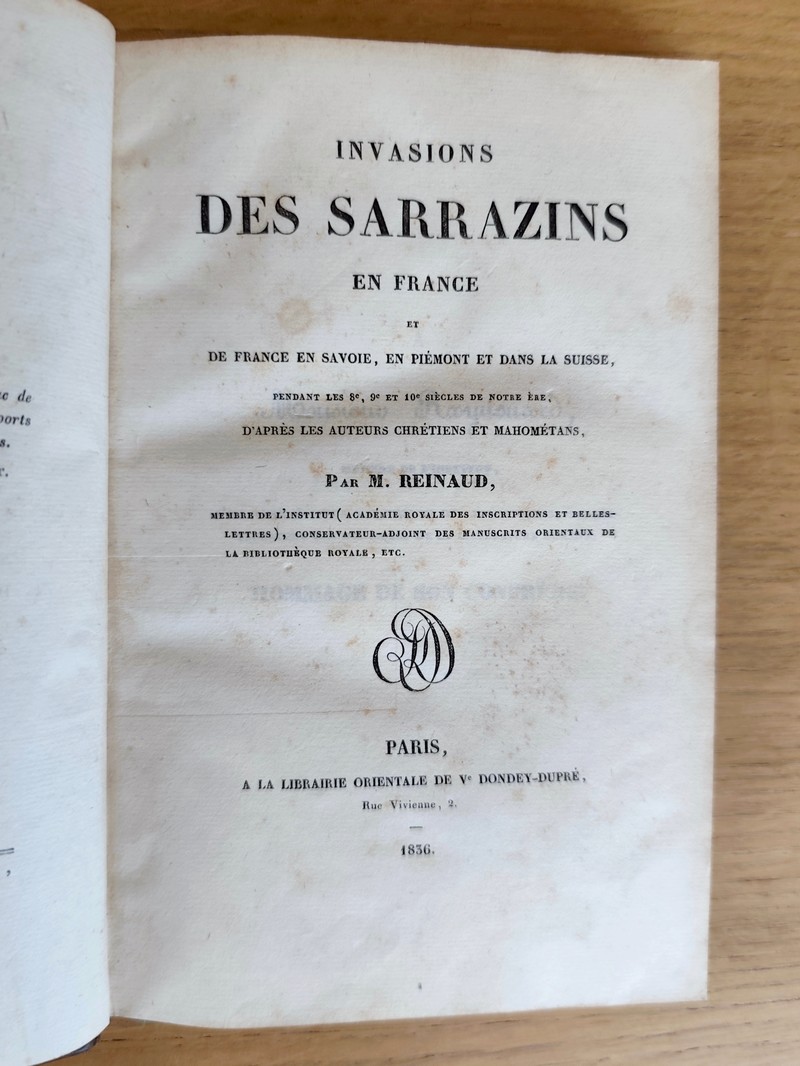 c de
ports
s.
INVASIONS
DES SARRAZINS
EN FRANCE
ET
DE FRANCE EN SAVOIE, EN PIÉMONT ET DANS LA SUISSE,
PENDANT LES 8e, 9e ET 10e SIÈCLES DE NOTRE ÈRE,
D'APRÈS LES AUTEURS CHRÉTIENS ET MAHOMÉTANS,
PAR M. REINAUD,
MEMBRE DE L'INSTITUT ( ACADÉMIE ROYALE DES INSCRIPTIONS ET BELLES-
LETTRES ), CONSERVATEUR-ADJOINT DES MANUSCRITS ORIENTAUX DE
LA BIBLIOTHÈQUE ROYALE, ETC.
PARIS,
A LA LIBRAIRIE ORIENTALE DE Ve DONDEY-DUPRÉ,
Rue Vivienne, 2.
1836.